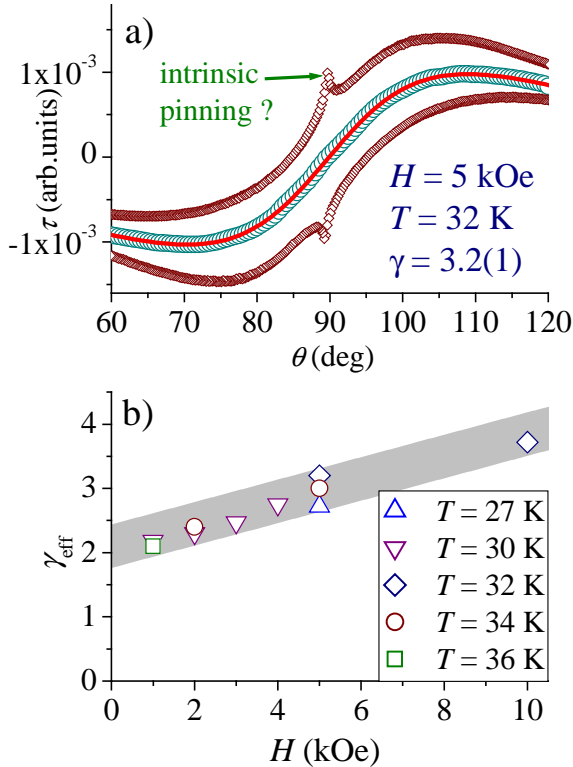 a)
1x10⁻³
0
-1x10⁻³
τ (arb.units)
intrinsic
pinning ?
H = 5 kOe
T = 32 K
γ = 3.2(1)
60 70 80 90 100 110 120
θ (deg)
b)
4
3
2
1
0
γeff
T = 27 K
T = 30 K
T = 32 K
T = 34 K
T = 36 K
0 2 4 6 8 10
H (kOe)